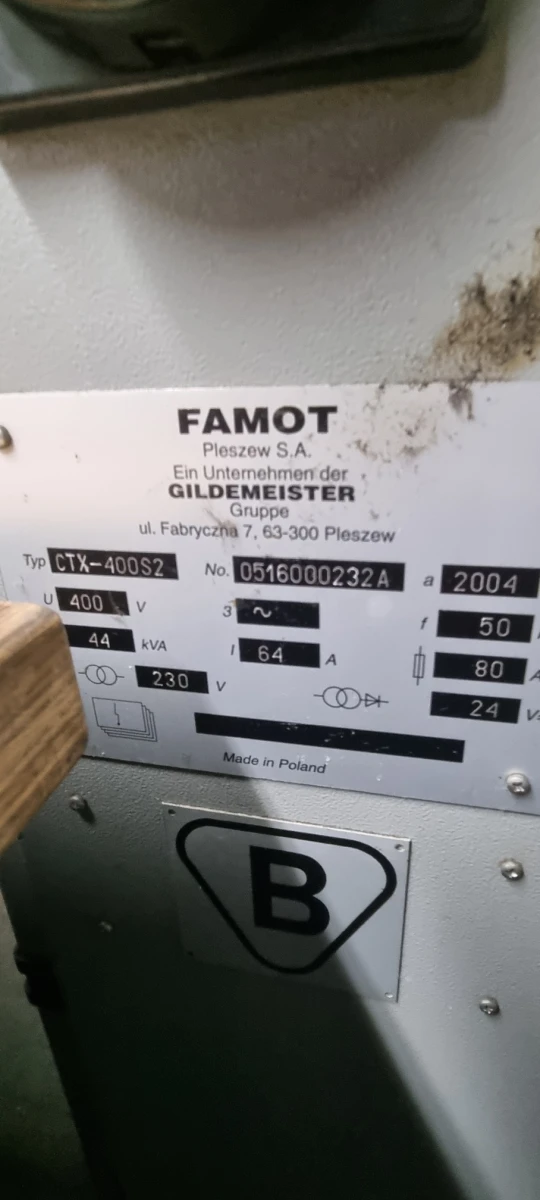 FAMOT
Pleszew S.A.
Ein Unternehmen der
GILDEMEISTER
Gruppe
ul. Fabryczna 7, 63-300 Pleszew
Typ CTX-400S2 No. 0516000232A a 2004
U 400 V 3 ~ f 50
44 kVA I 64 A 80 A
230 V 24 V
Made in Poland
B